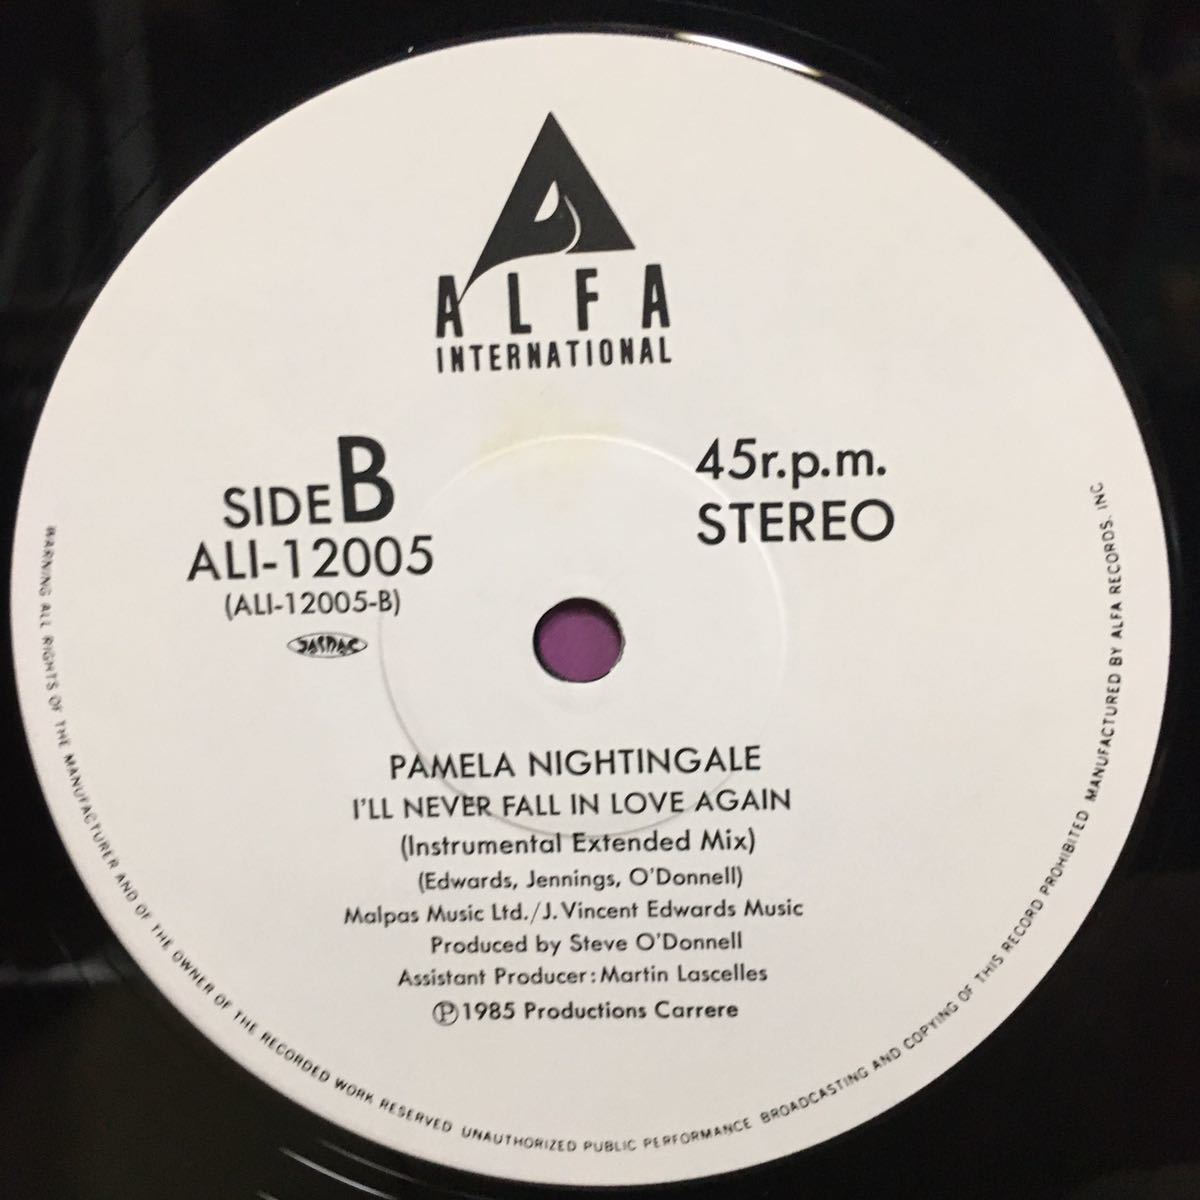 ALFA
INTERNATIONAL
SIDE B
ALI-12005
(ALI-12005-B)
JASRAC
45r.p.m.
STEREO
PAMELA NIGHTINGALE
I'LL NEVER FALL IN LOVE AGAIN
(Instrumental Extended Mix)
(Edwards, Jennings, O'Donnell)
Malpas Music Ltd./J. Vincent Edwards Music
Produced by Steve O'Donnell
Assistant Producer: Martin Lascelles
Ⓟ1985 Productions Carrere
WARNING ALL RIGHTS OF THE MANUFACTURER AND OF THE OWNER OF THE RECORDED WORK RESERVED UNAUTHORIZED PUBLIC PERFORMANCE BROADCASTING AND COPYING OF THIS RECORD PROHIBITED MANUFACTURED BY ALFA RECORDS. INC